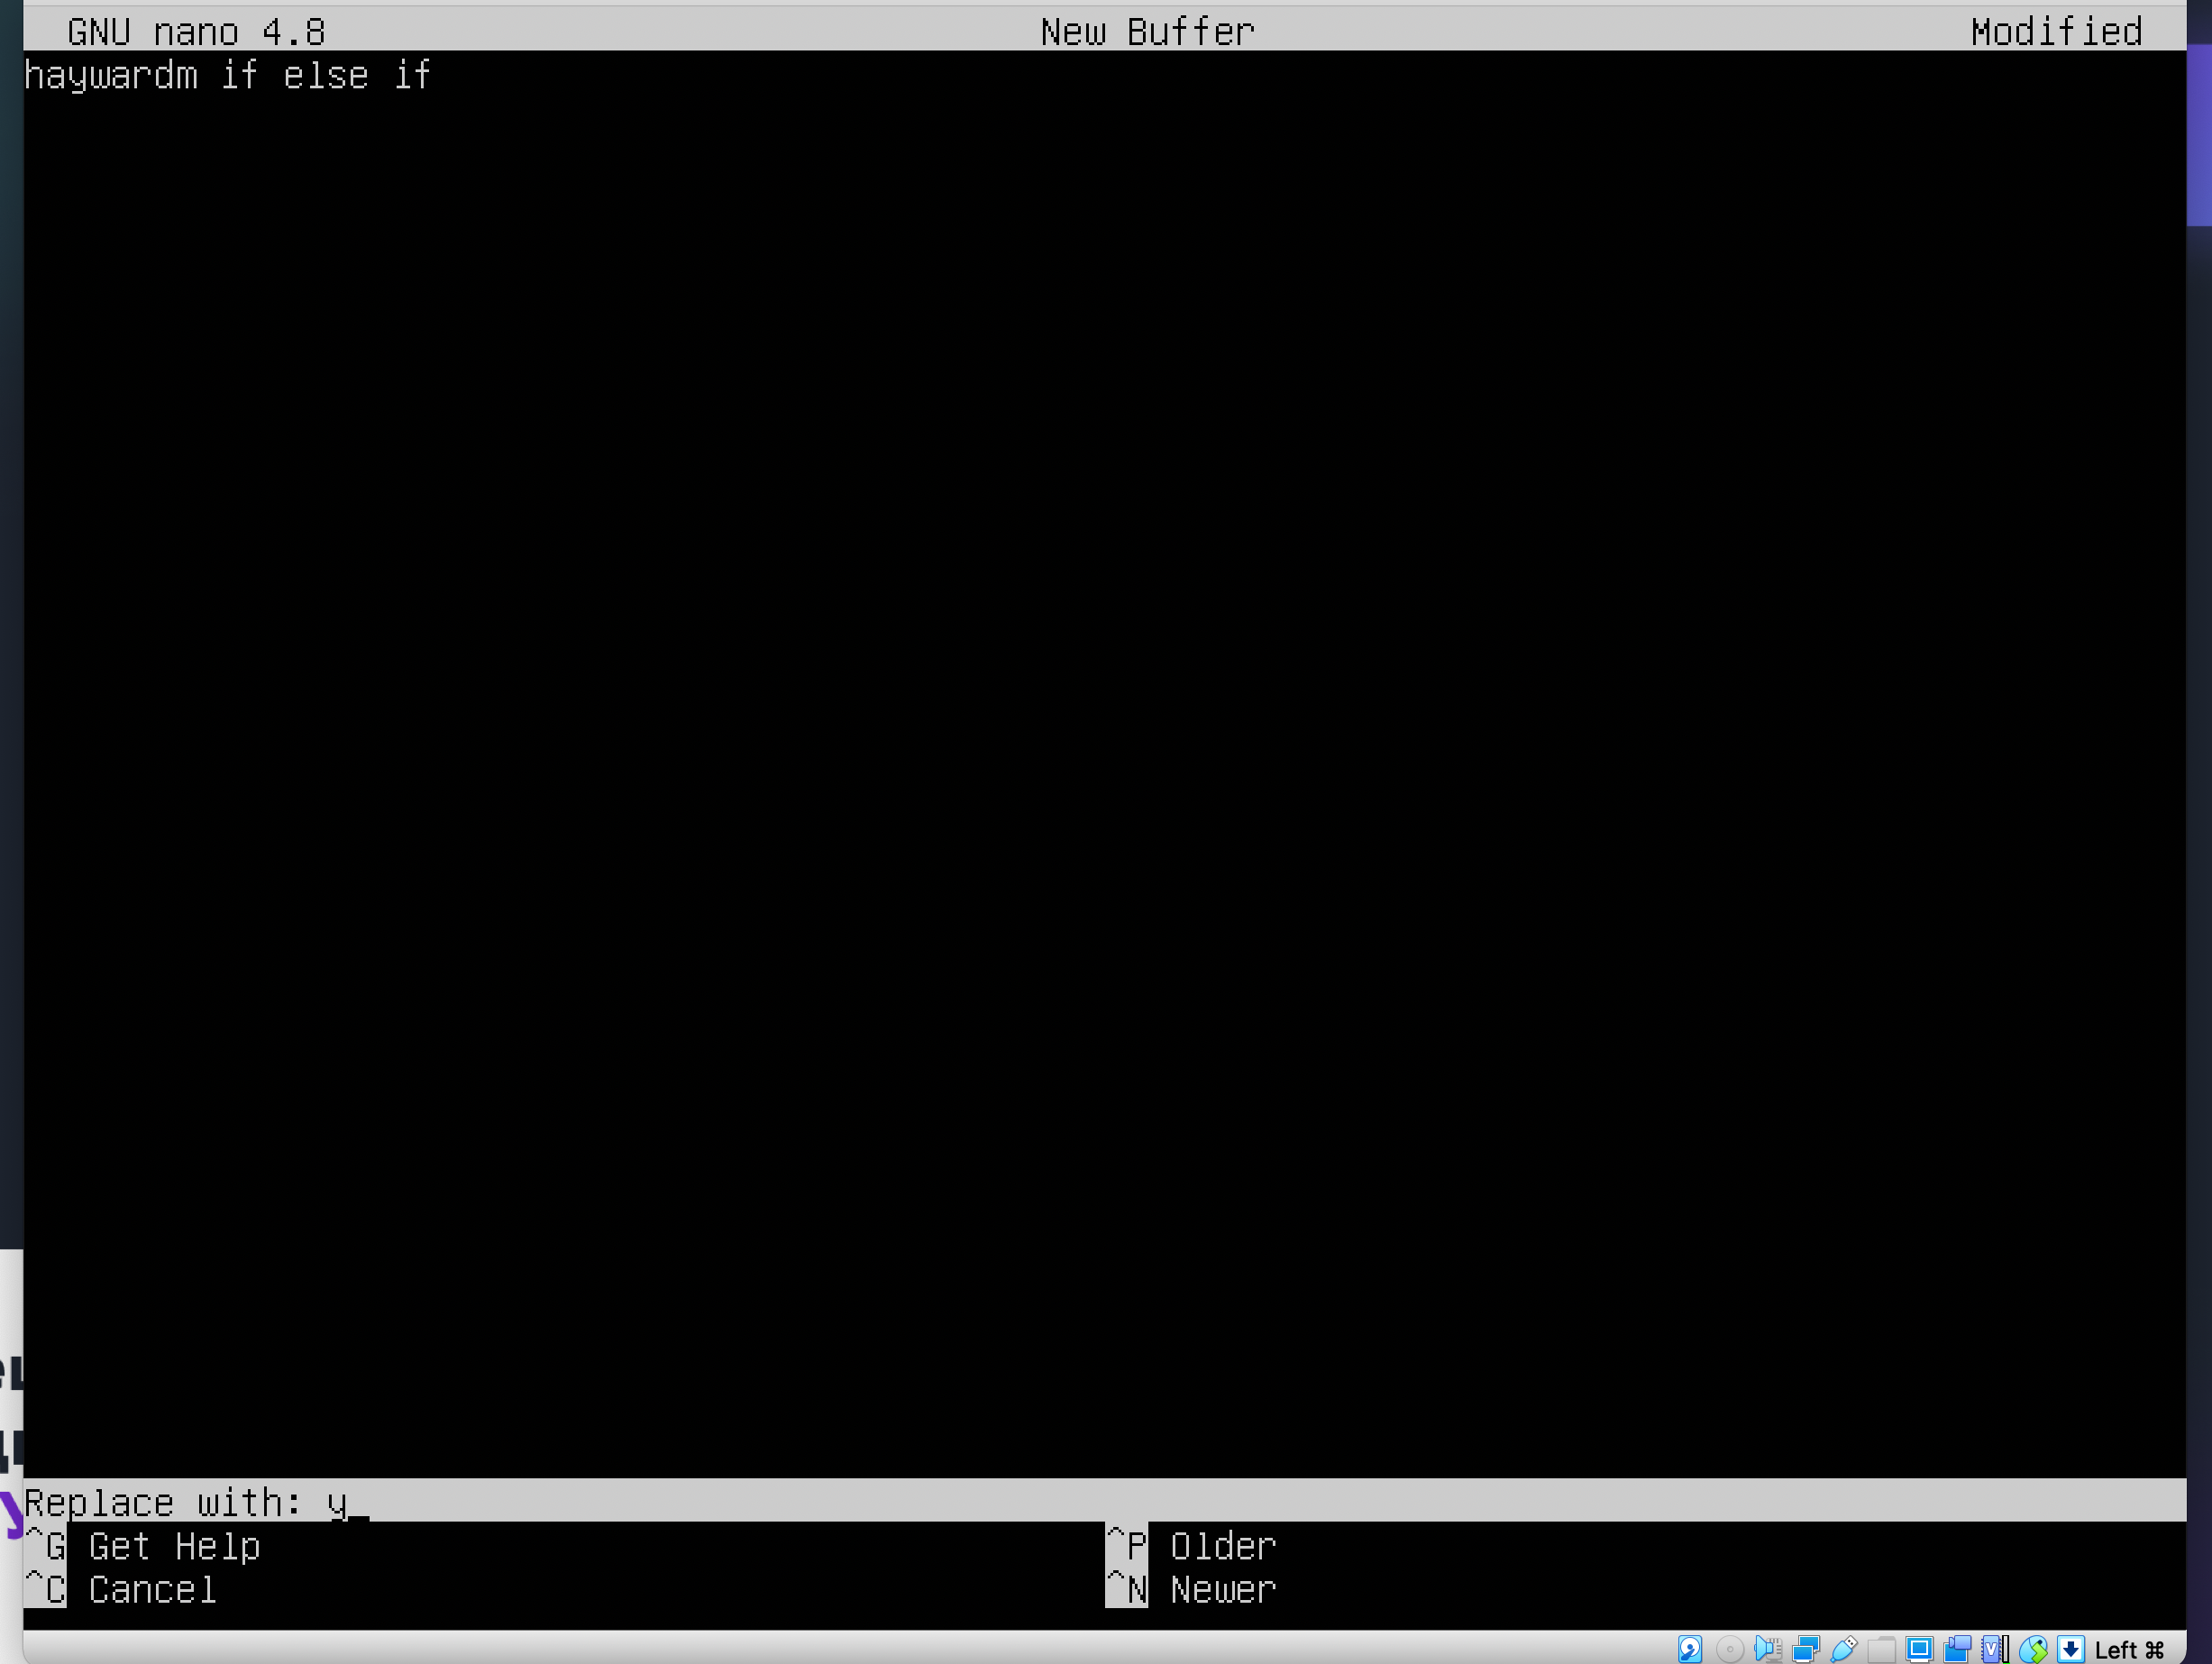 GNU nano 4.8 New Buffer Modified
haywardm if else if
Replace with: y
^G Get Help ^P Older
^C Cancel ^N Newer
Left ⌘